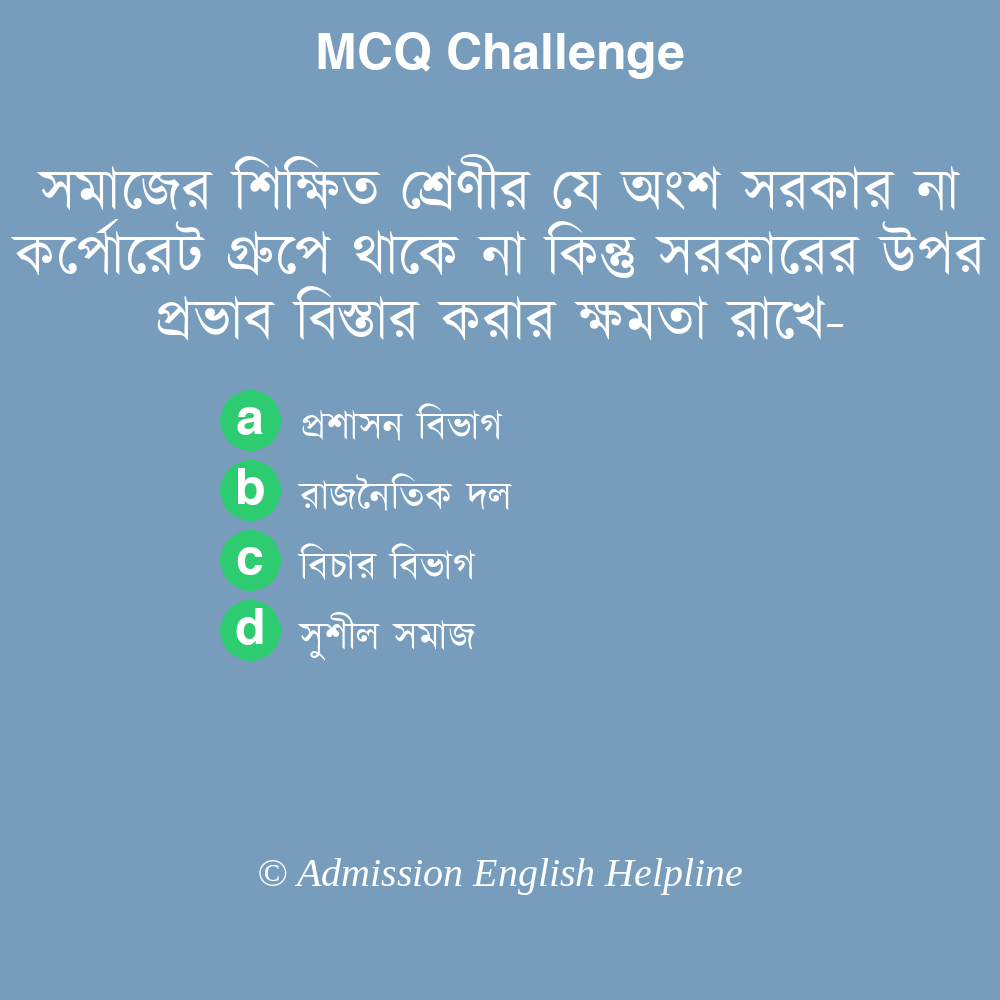 MCQ Challenge
সমাজের শিক্ষিত শ্রেণীর যে অংশ সরকার না
কর্পোরেট গ্রুপে থাকে না কিন্তু সরকারের উপর
প্রভাব বিস্তার করার ক্ষমতা রাখে-
a প্রশাসন বিভাগ
b রাজনৈতিক দল
c বিচার বিভাগ
d সুশীল সমাজ
© Admission English Helpline